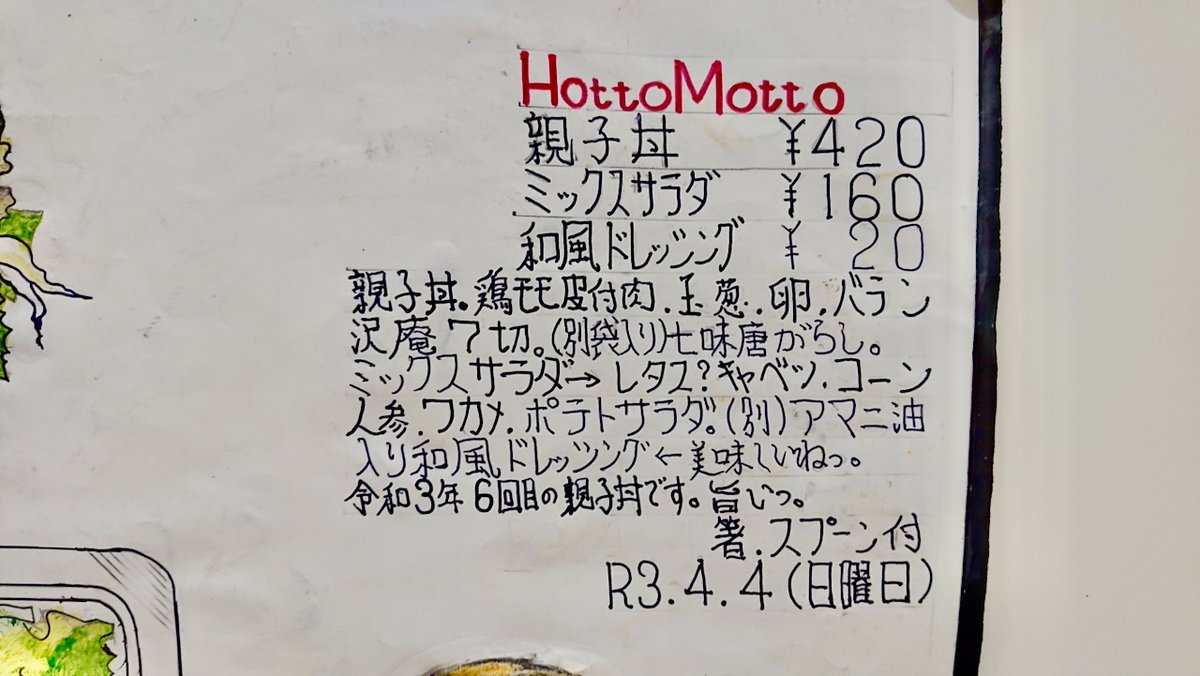 HottoMotto
親子丼 ¥420
ミックスサラダ ¥160
和風ドレッシング ¥20
親子丼。鶏モモ皮付肉.玉葱.卵.バラン
沢庵7切。(別袋入り)七味唐がらし。
ミックスサラダ→レタス?キャベツ.コーン
人参.ワカメ.ポテトサラダ。(別)アマニ油
入り和風ドレッシング←美味しいねっ。
令和3年6回目の親子丼です。旨いっ。
箸.スプーン付
R3.4.4(日曜日)